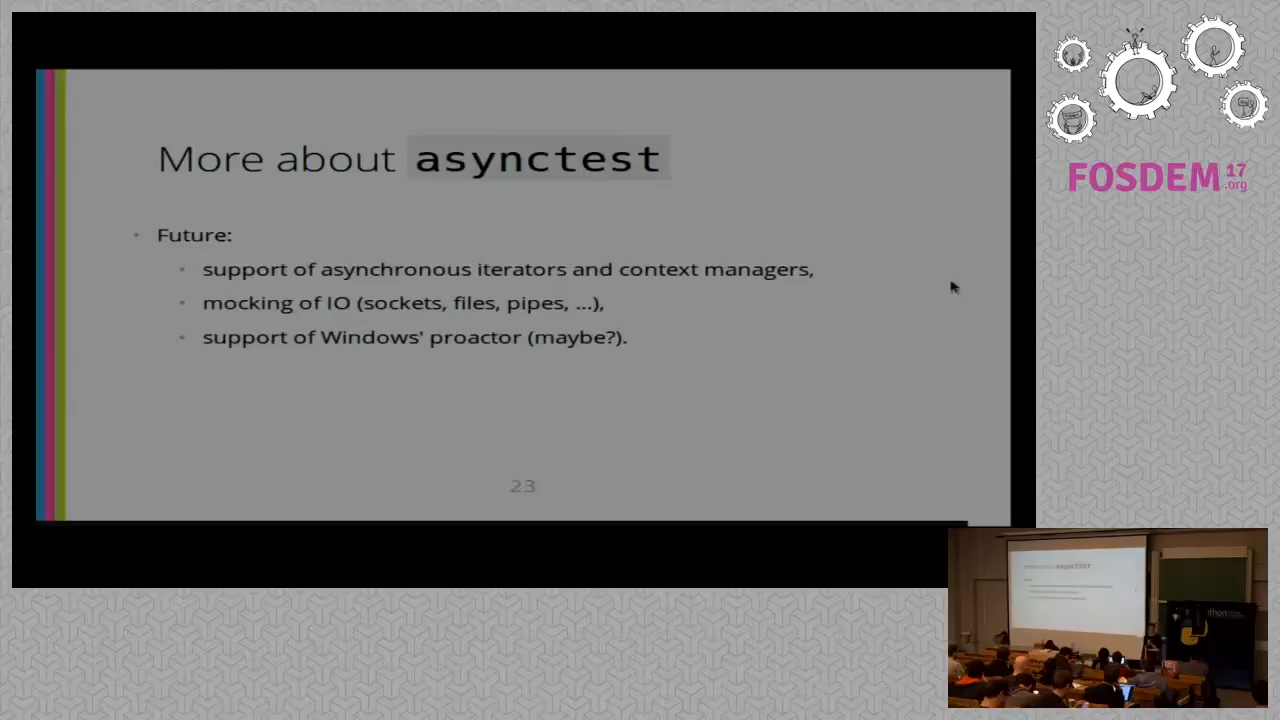 More about asynctest
• Future:
• support of asynchronous iterators and context managers,
• mocking of IO (sockets, files, pipes, ...),
• support of Windows' proactor (maybe?).
23
FOSDEM 17
.org
thon